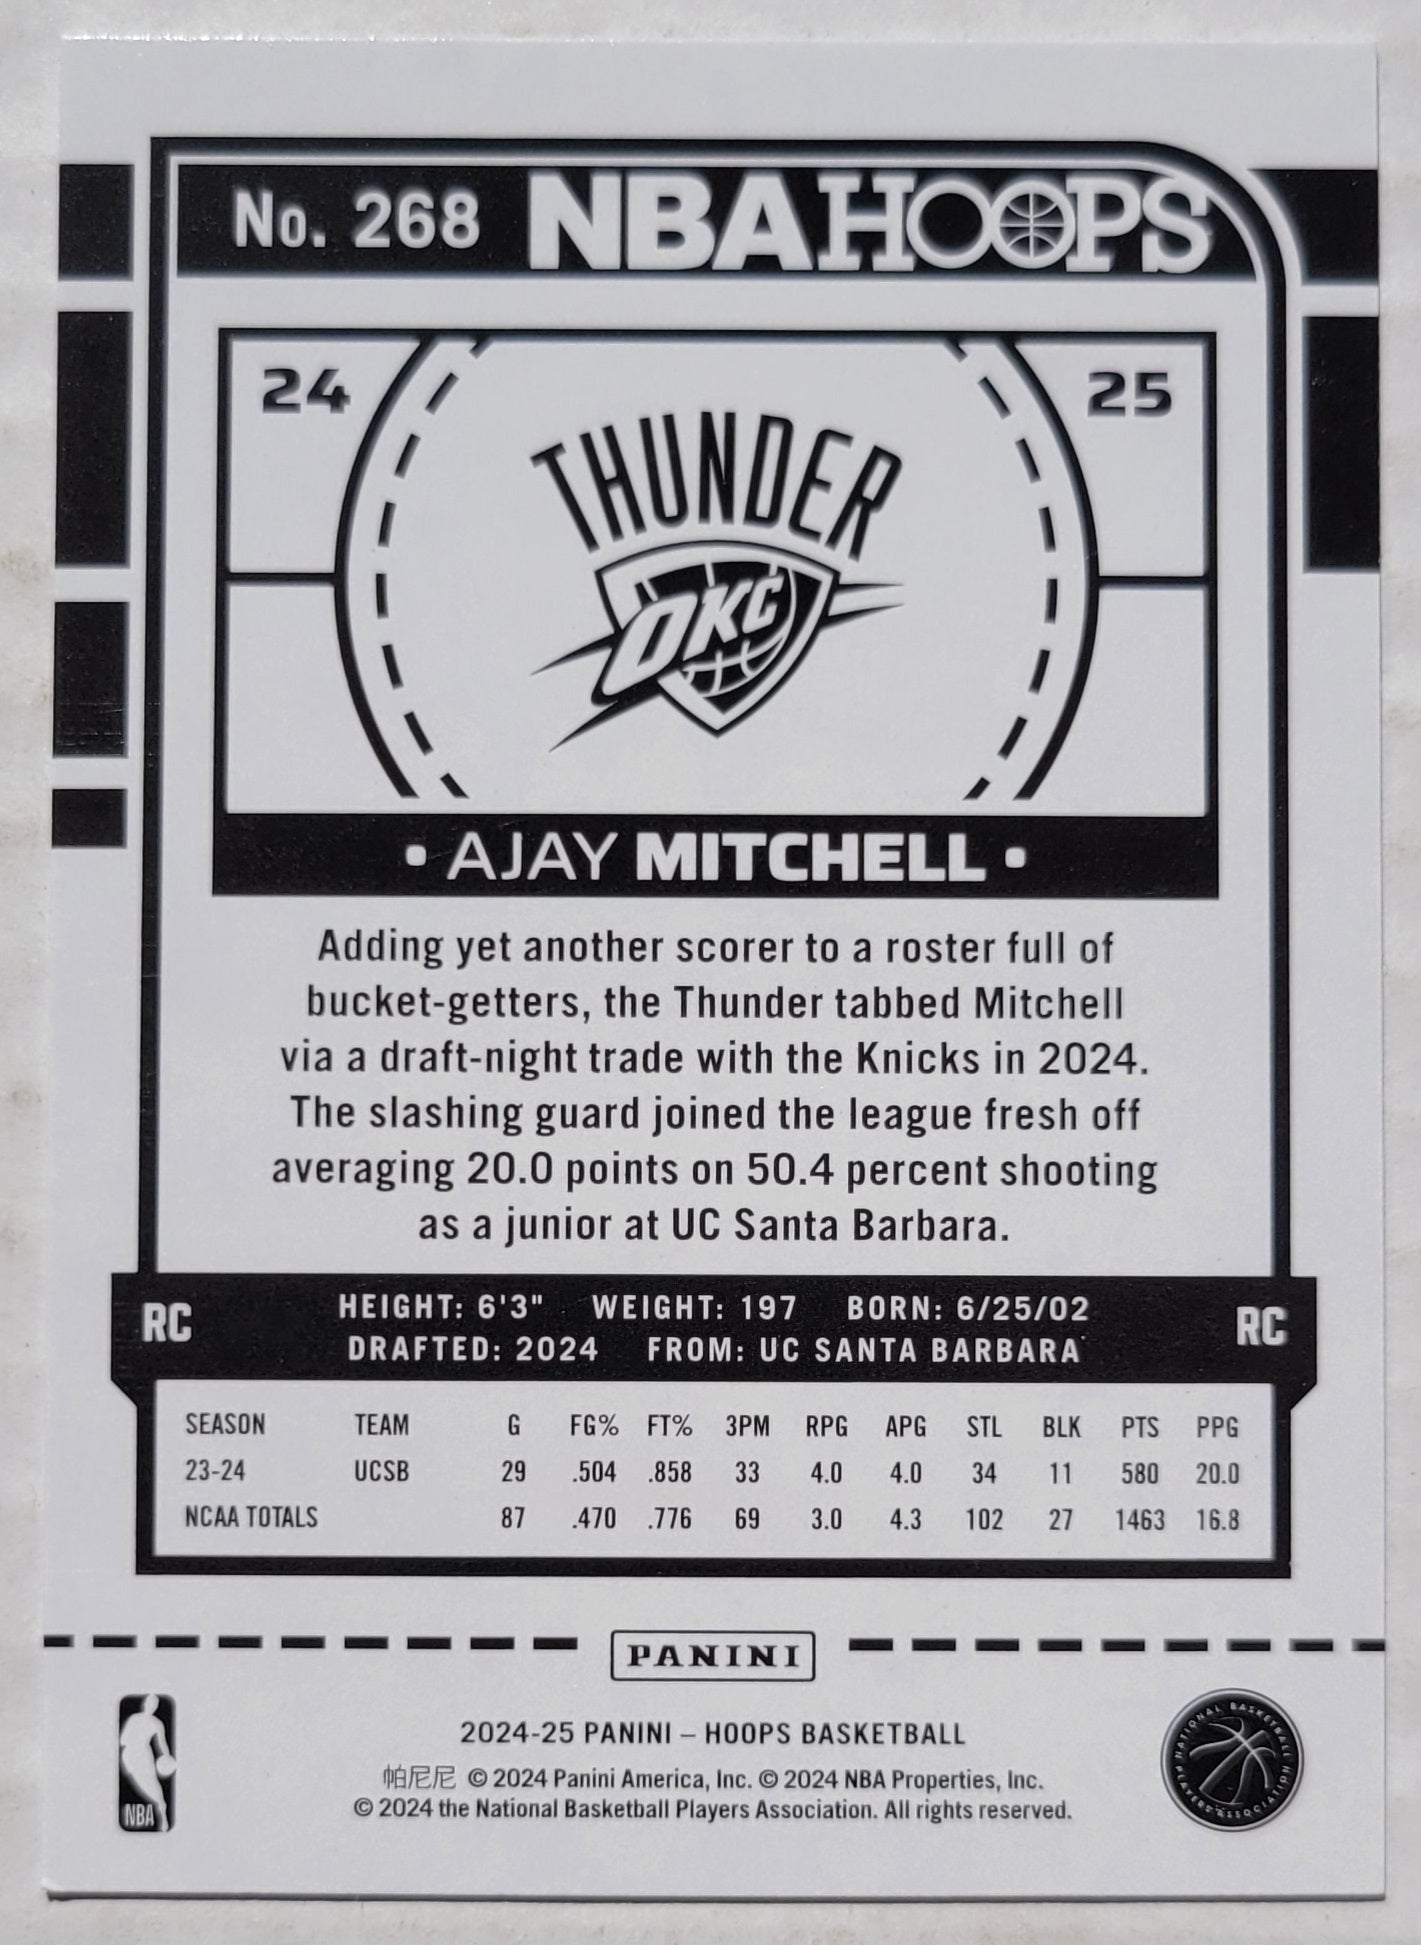 No. 268 NBA HOOPS
24 25
THUNDER
OKC
• AJAY MITCHELL •
Adding yet another scorer to a roster full of
bucket-getters, the Thunder tabbed Mitchell
via a draft-night trade with the Knicks in 2024.
The slashing guard joined the league fresh off
averaging 20.0 points on 50.4 percent shooting
as a junior at UC Santa Barbara.
RC HEIGHT: 6'3" WEIGHT: 197 BORN: 6/25/02 RC
DRAFTED: 2024 FROM: UC SANTA BARBARA
SEASON TEAM G FG% FT% 3PM RPG APG STL BLK PTS PPG
23-24 UCSB 29 .504 .858 33 4.0 4.0 34 11 580 20.0
NCAA TOTALS 87 .470 .776 69 3.0 4.3 102 27 1463 16.8
PANINI
2024-25 PANINI – HOOPS BASKETBALL
帕尼尼 © 2024 Panini America, Inc. © 2024 NBA Properties, Inc.
© 2024 the National Basketball Players Association. All rights reserved.
NBA
NATIONAL BASKETBALL PLAYERS ASSOCIATION